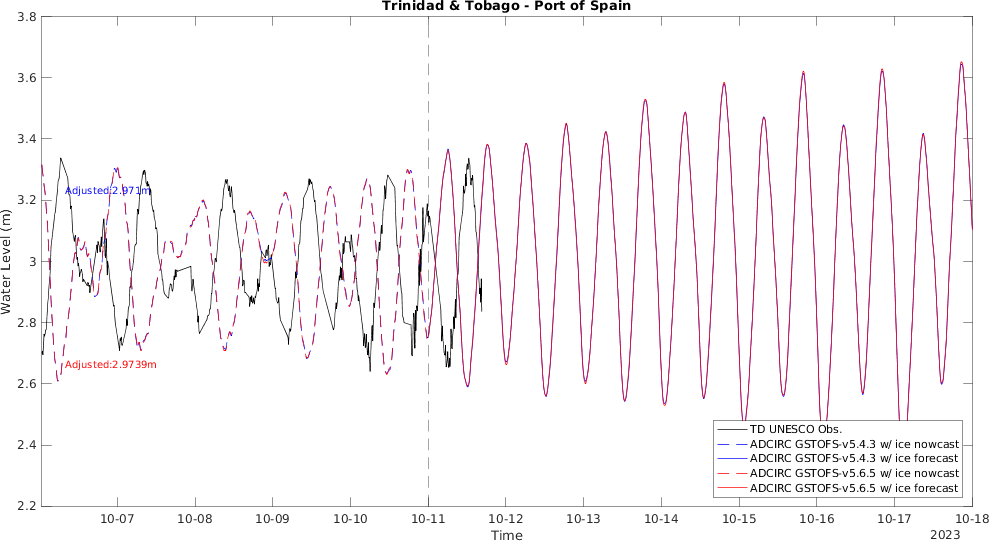 Trinidad & Tobago - Port of Spain
3.8
3.6
3.4
3.2
3
2.8
2.6
2.4
2.2
Water Level (m)
Adjusted:2.971m
Adjusted:2.9739m
TD UNESCO Obs.
ADCIRC GSTOFS-v5.4.3 w/ ice nowcast
ADCIRC GSTOFS-v5.4.3 w/ ice forecast
ADCIRC GSTOFS-v5.6.5 w/ ice nowcast
ADCIRC GSTOFS-v5.6.5 w/ ice forecast
10-07 10-08 10-09 10-10 10-11 10-12 10-13 10-14 10-15 10-16 10-17 10-18
Time
2023